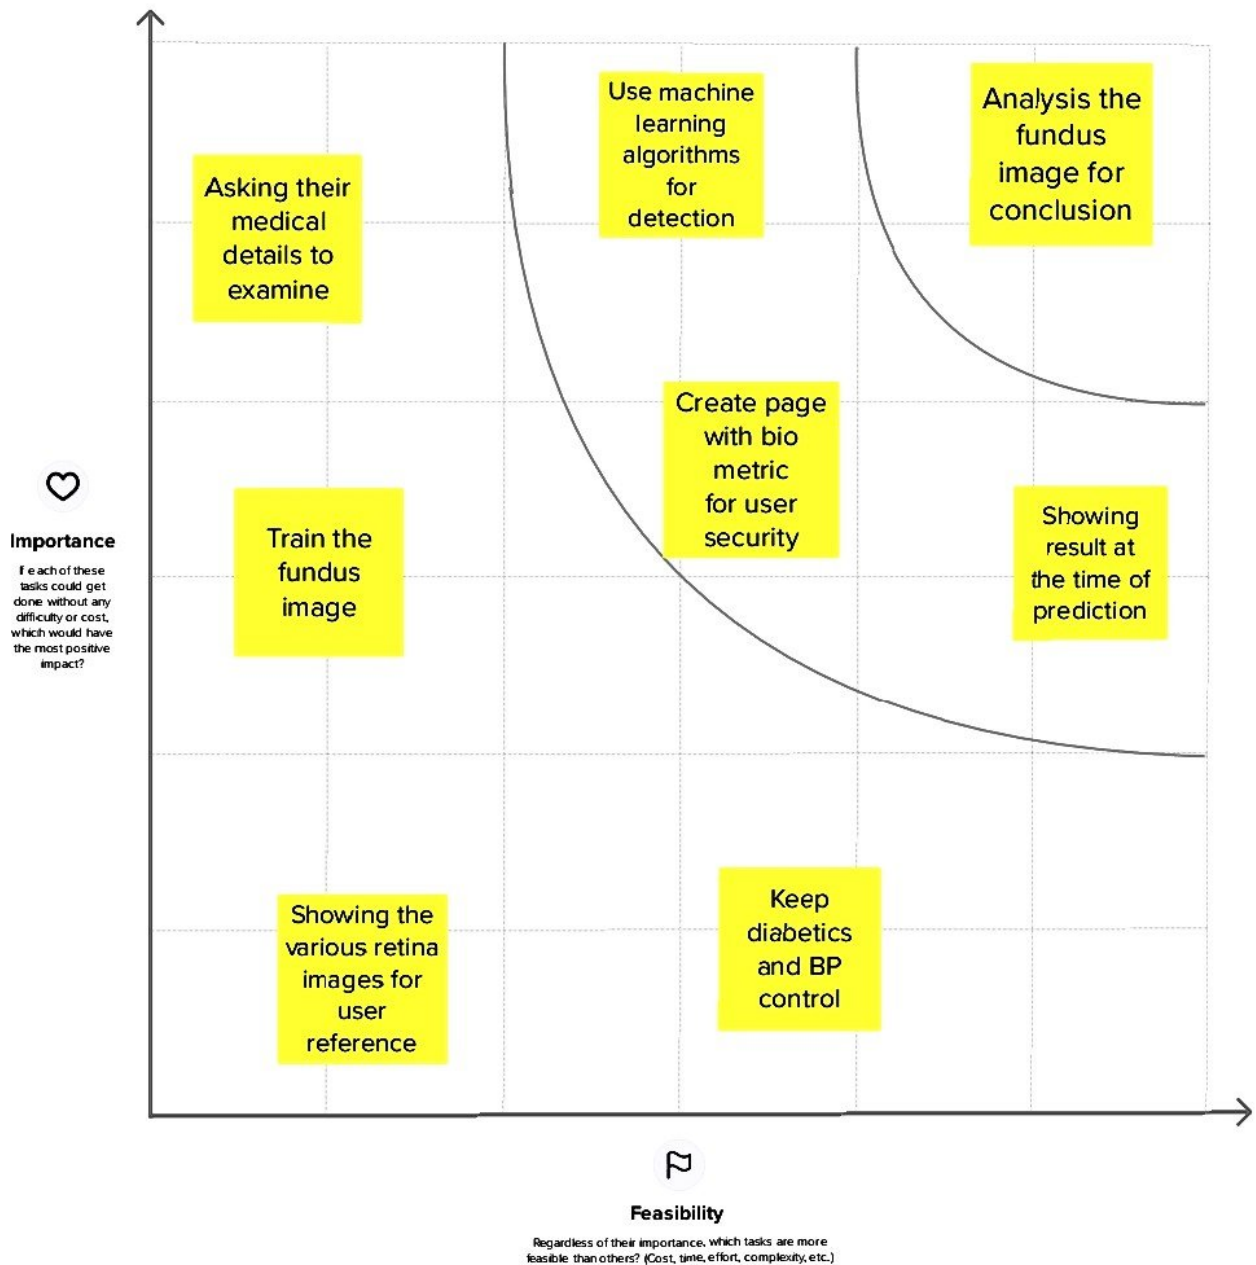 Use machine
learning
algorithms
for
detection
Analysis the
fundus
image for
conclusion
Asking their
medical
details to
examine
Create page
with bio
metric
for user
security
Train the
fundus
image
Showing
result at
the time of
prediction
Importance
If each of these
tasks could get
done without any
difficulty or cost,
which would have
the most positive
impact?
Showing the
various retina
images for
user
reference
Keep
diabetics
and BP
control
Feasibility
Regardless of their importance, which tasks are more
feasible than others? (Cost, time, effort, complexity, etc.)